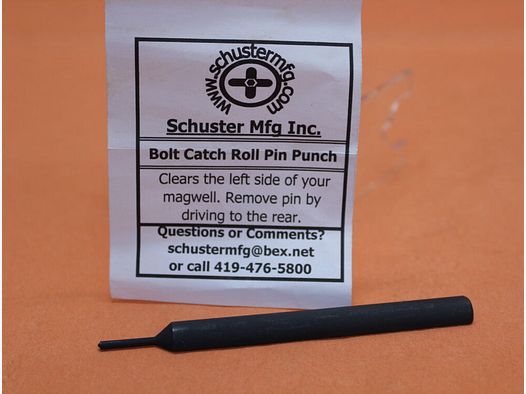 www.schustermfg.com
Schuster Mfg Inc.
Bolt Catch Roll Pin Punch
Clears the left side of your
magwell. Remove pin by
driving to the rear.
Questions or Comments?
schustermfg@bex.net
or call 419-476-5800